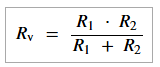 Rv = R1 · R2 / R1 + R2